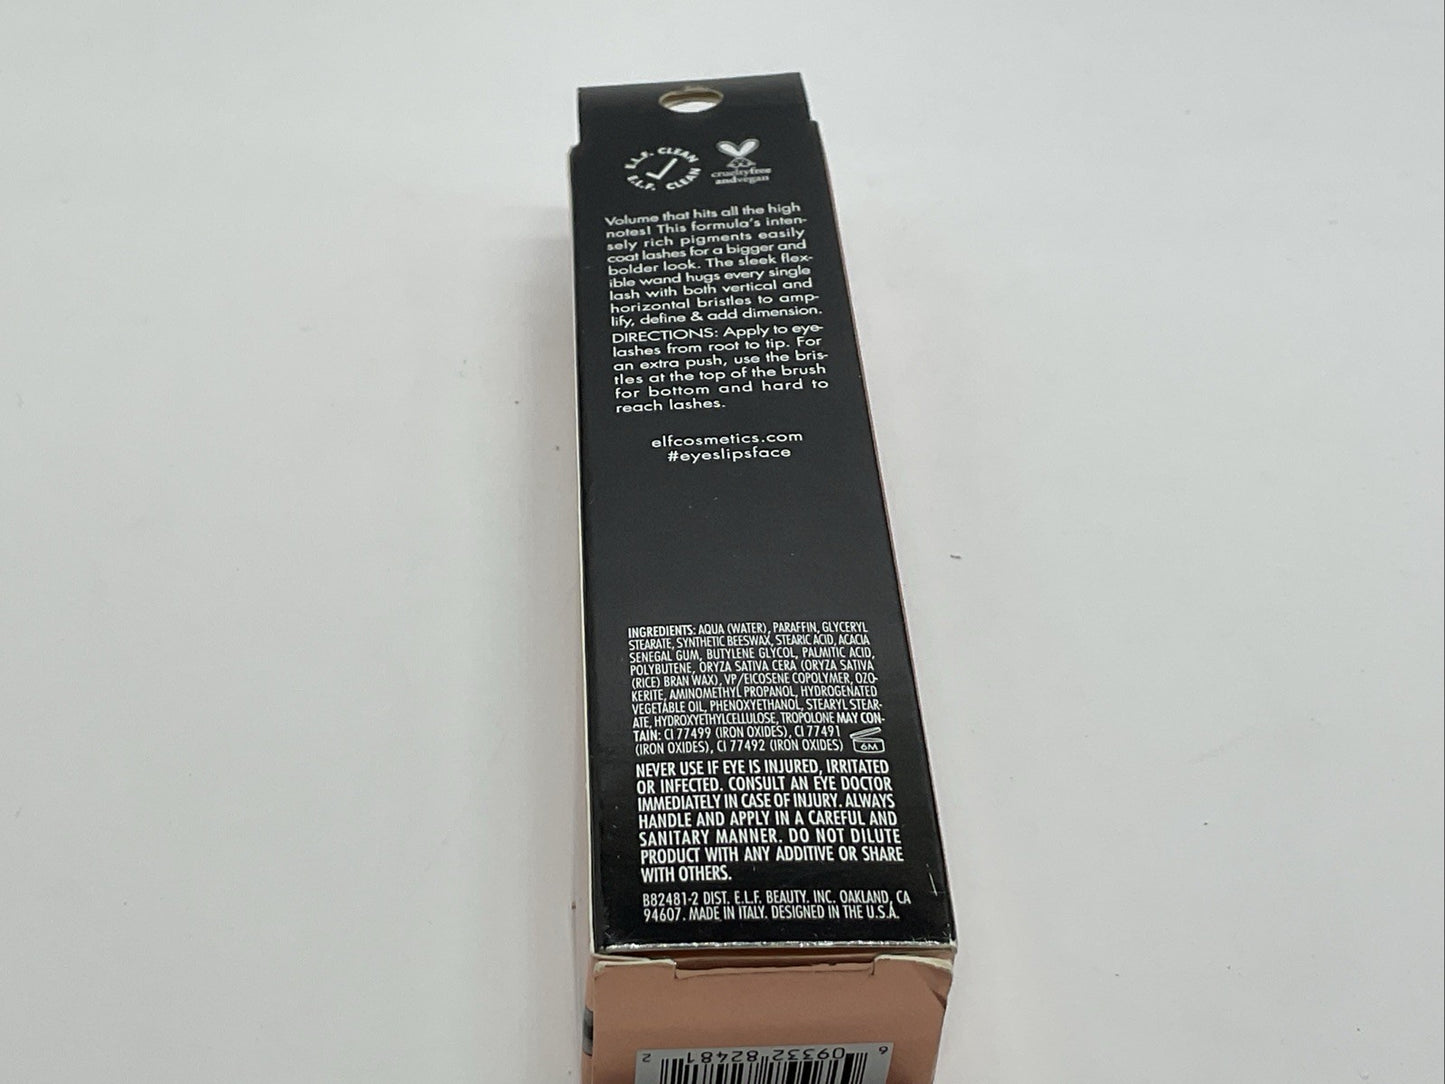 E.L.F. CLEAN
E.L.F. CLEAN
crueltyfree
andvegan
Volume that hits all the high
notes! This formula's inten-
sely rich pigments easily
coat lashes for a bigger and
bolder look. The sleek flex-
ible wand hugs every single
lash with both vertical and
horizontal bristles to amp-
lify, define & add dimension.
DIRECTIONS: Apply to eye-
lashes from root to tip. For
an extra push, use the bris-
tles at the top of the brush
for bottom and hard to
reach lashes.
elfcosmetics.com
#eyeslipsface
INGREDIENTS: AQUA (WATER), PARAFFIN, GLYCERYL
STEARATE, SYNTHETIC BEESWAX, STEARIC ACID, ACACIA
SENEGAL GUM, BUTYLENE GLYCOL, PALMITIC ACID,
POLYBUTENE, ORYZA SATIVA CERA (ORYZA SATIVA
(RICE) BRAN WAX), VP/EICOSENE COPOLYMER, OZO-
KERITE, AMINOMETHYL PROPANOL, HYDROGENATED
VEGETABLE OIL, PHENOXYETHANOL, STEARYL STEAR-
ATE, HYDROXYETHYLCELLULOSE, TROPOLONE MAY CON-
TAIN: CI 77499 (IRON OXIDES), CI 77491
(IRON OXIDES), CI 77492 (IRON OXIDES)
6M
NEVER USE IF EYE IS INJURED, IRRITATED
OR INFECTED. CONSULT AN EYE DOCTOR
IMMEDIATELY IN CASE OF INJURY. ALWAYS
HANDLE AND APPLY IN A CAREFUL AND
SANITARY MANNER. DO NOT DILUTE
PRODUCT WITH ANY ADDITIVE OR SHARE
WITH OTHERS.
B82481-2 DIST. E.L.F. BEAUTY, INC. OAKLAND, CA
94607. MADE IN ITALY. DESIGNED IN THE U.S.A.
6 09332 82481 2